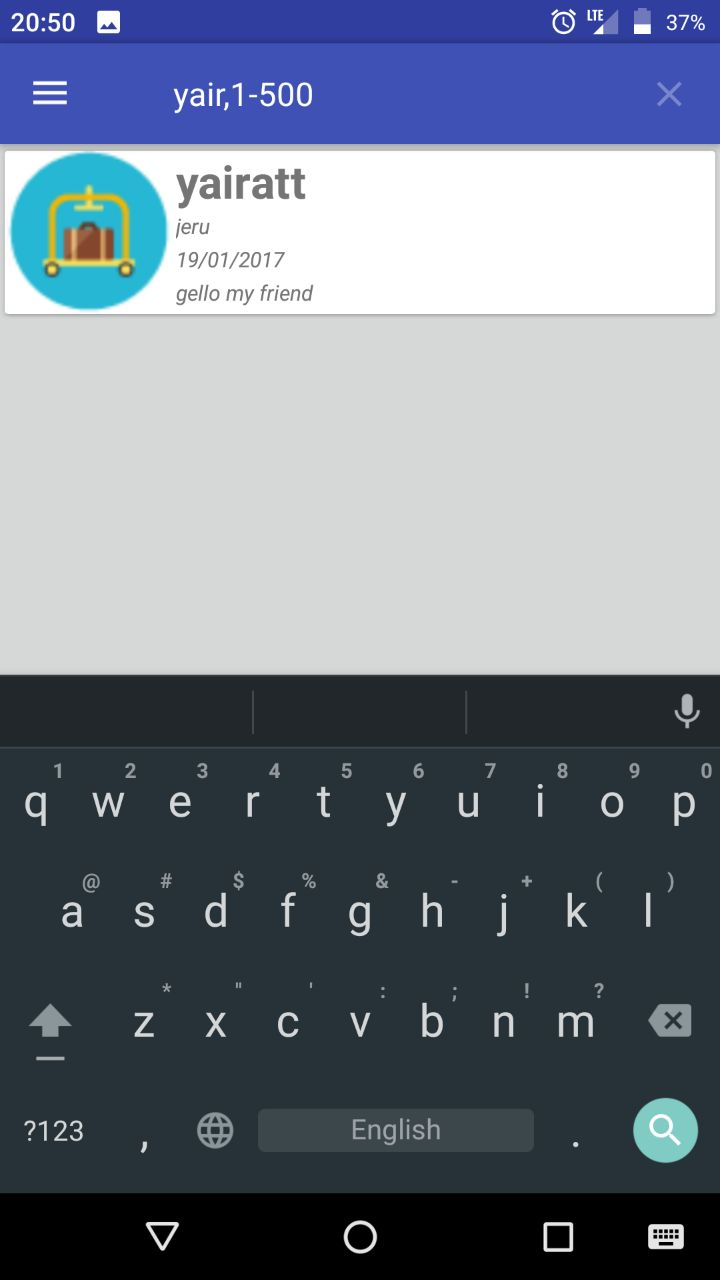 20:50 LTE 37%
yair,1-500
yairatt
jeru
19/01/2017
gello my friend
1 2 3 4 5 6 7 8 9 0
q w e r t y u i o p
@ # $ % & - + ( )
a s d f g h j k l
* " ' : ; ! ?
z x c v b n m
?123 , English .